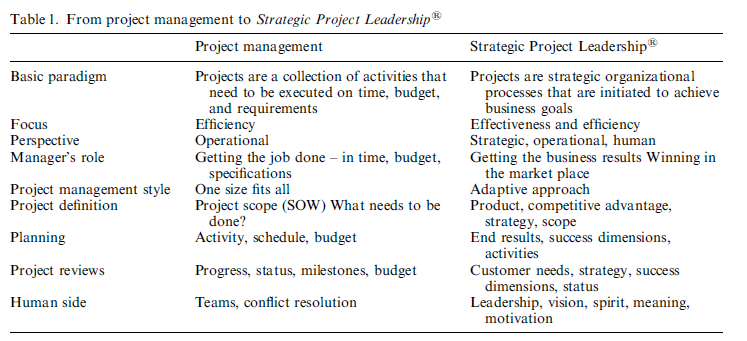 Table 1. From project management to Strategic Project Leadership®
Project management Strategic Project Leadership®
Basic paradigm Projects are a collection of activities that Projects are strategic organizational
need to be executed on time, budget, processes that are initiated to achieve
and requirements business goals
Focus Efficiency Effectiveness and efficiency
Perspective Operational Strategic, operational, human
Manager's role Getting the job done – in time, budget, Getting the business results Winning in
specifications the market place
Project management style One size fits all Adaptive approach
Project definition Project scope (SOW) What needs to be Product, competitive advantage,
done? strategy, scope
Planning Activity, schedule, budget End results, success dimensions,
activities
Project reviews Progress, status, milestones, budget Customer needs, strategy, success
dimensions, status
Human side Teams, conflict resolution Leadership, vision, spirit, meaning,
motivation